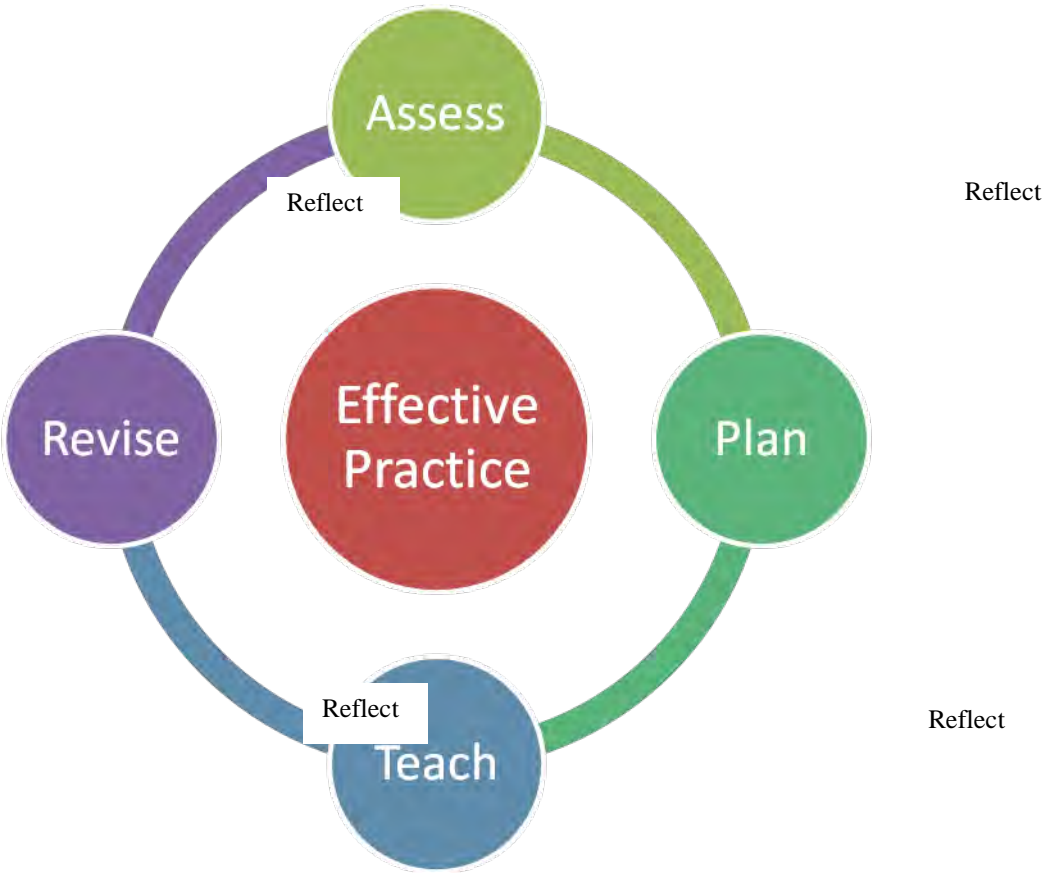 Assess
Reflect
Reflect
Effective
Practice
Revise
Plan
Reflect
Reflect
Teach